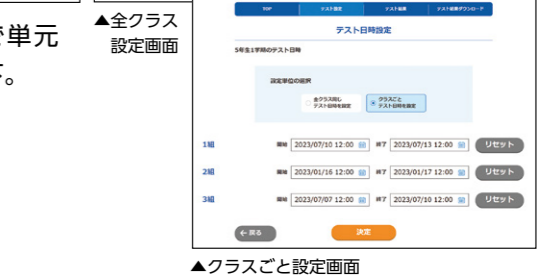 で単元
す。
▲全クラス
設定画面
TOP
テスト設定
テスト結果
テスト結果ダウンロード
テスト日時設定
5年生1学期のテスト日時
設定単位の選択
全クラス同じ
テスト日時を設定
クラスごと
テスト日時を設定
1組 開始 2023/07/10 12:00 終了 2023/07/13 12:00 リセット
2組 開始 2023/01/16 12:00 終了 2023/01/17 12:00 リセット
3組 開始 2023/07/07 12:00 終了 2023/07/10 12:00 リセット
←戻る
決定
▲クラスごと設定画面